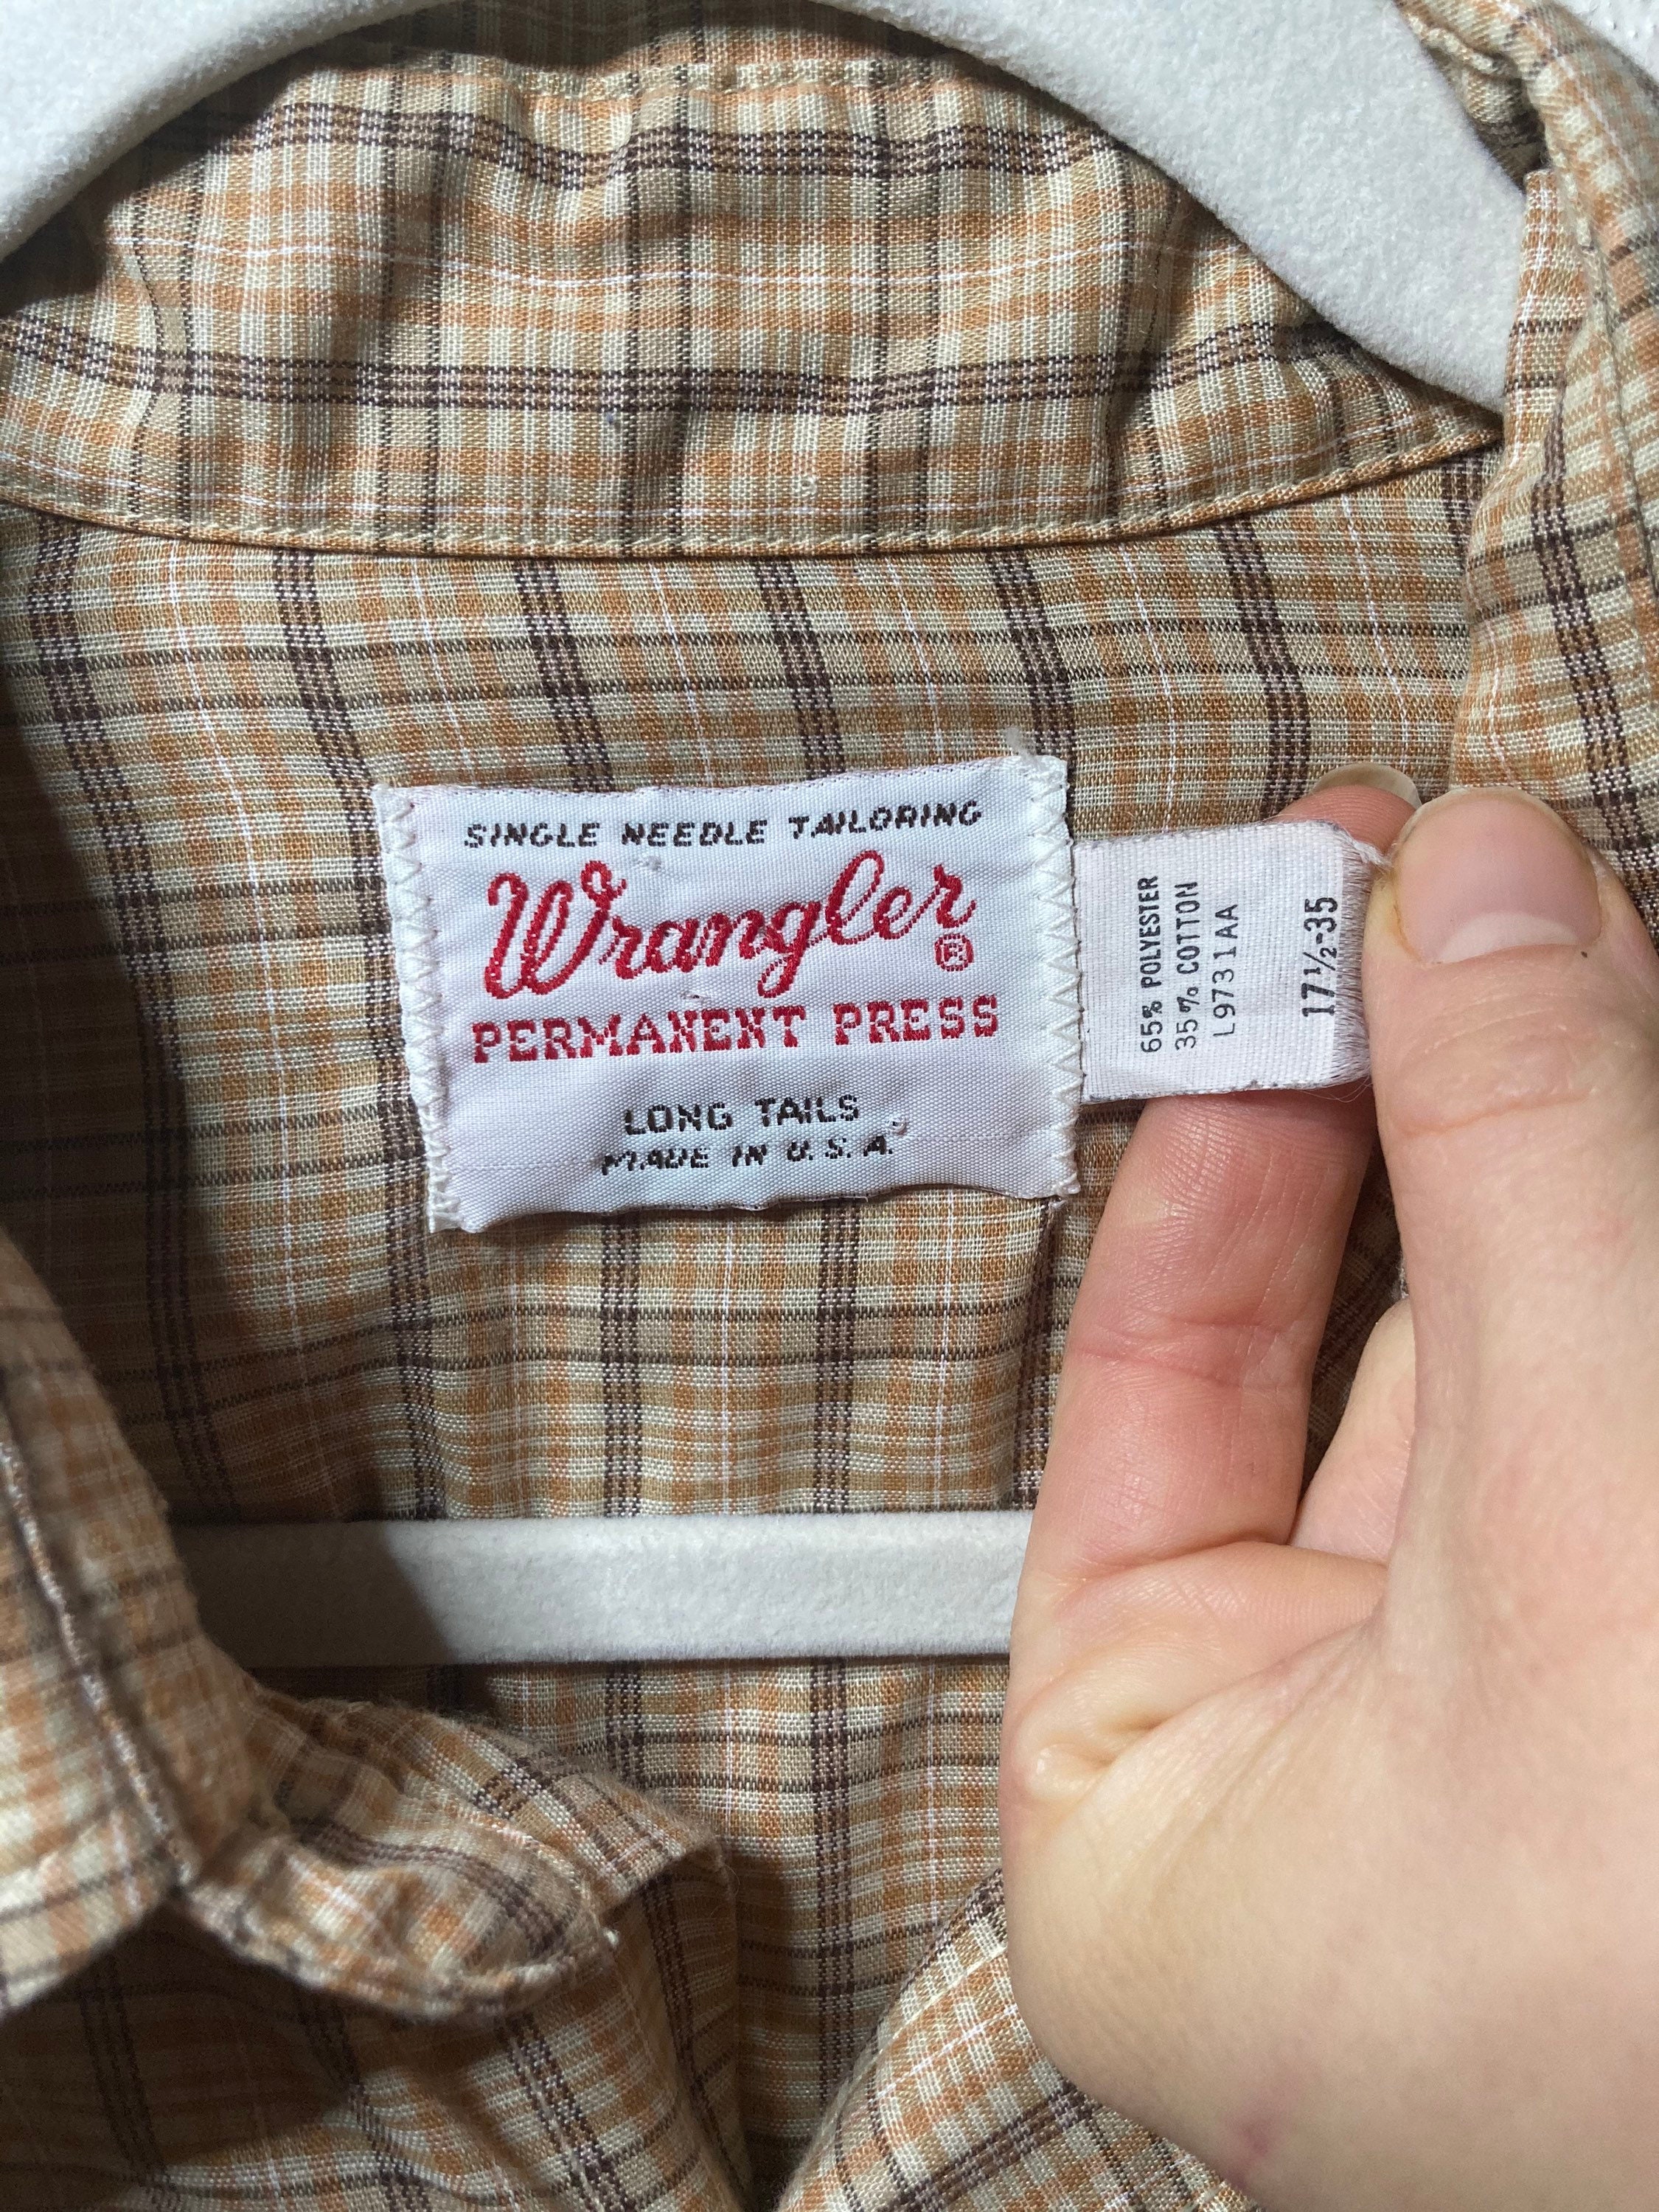 SINGLE NEEDLE TAILORING
Wrangler®
PERMANENT PRESS
LONG TAILS
MADE IN U.S.A.
65% POLYESTER
35% COTTON
L9731AA
17½-35